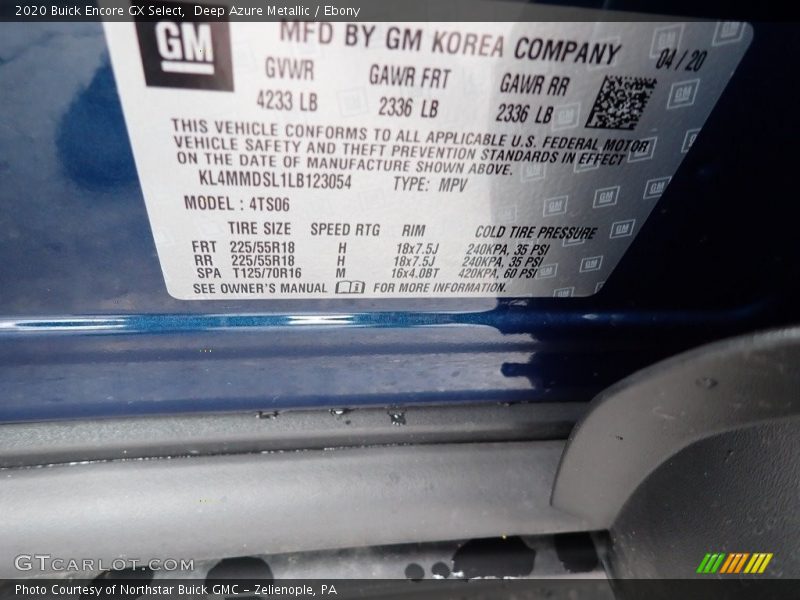 2020 Buick Encore GX Select, Deep Azure Metallic / Ebony
GM
MFD BY GM KOREA COMPANY
04/20
GVWR GAWR FRT GAWR RR
4233 LB 2336 LB 2336 LB
THIS VEHICLE CONFORMS TO ALL APPLICABLE U.S. FEDERAL MOTOR
VEHICLE SAFETY AND THEFT PREVENTION STANDARDS IN EFFECT
ON THE DATE OF MANUFACTURE SHOWN ABOVE.
KL4MMDSL1LB123054 TYPE: MPV
MODEL : 4TS06
TIRE SIZE SPEED RTG RIM COLD TIRE PRESSURE
FRT 225/55R18 H 18x7.5J 240KPA, 35 PSI
RR 225/55R18 H 18x7.5J 240KPA, 35 PSI
SPA T125/70R16 M 16x4.0BT 420KPA, 60 PSI
SEE OWNER'S MANUAL FOR MORE INFORMATION.
GTCARLOT.COM
Photo Courtesy of Northstar Buick GMC – Zelienople, PA